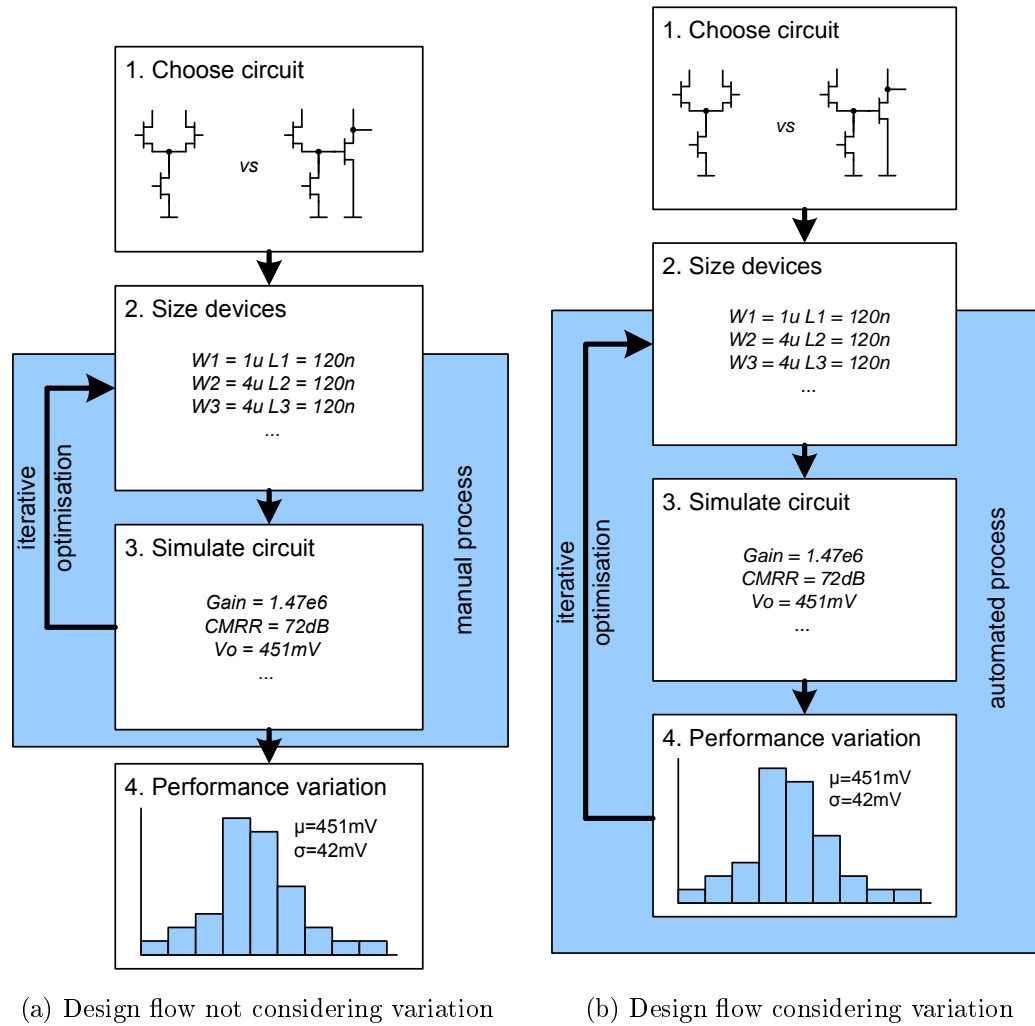 1. Choose circuit
vs
2. Size devices
W1 = 1u L1 = 120n
W2 = 4u L2 = 120n
W3 = 4u L3 = 120n
...
iterative
optimisation
manual process
3. Simulate circuit
Gain = 1.47e6
CMRR = 72dB
Vo = 451mV
...
4. Performance variation
µ=451mV
σ=42mV
(a) Design flow not considering variation
1. Choose circuit
vs
2. Size devices
W1 = 1u L1 = 120n
W2 = 4u L2 = 120n
W3 = 4u L3 = 120n
...
iterative
optimisation
automated process
3. Simulate circuit
Gain = 1.47e6
CMRR = 72dB
Vo = 451mV
...
4. Performance variation
µ=451mV
σ=42mV
(b) Design flow considering variation